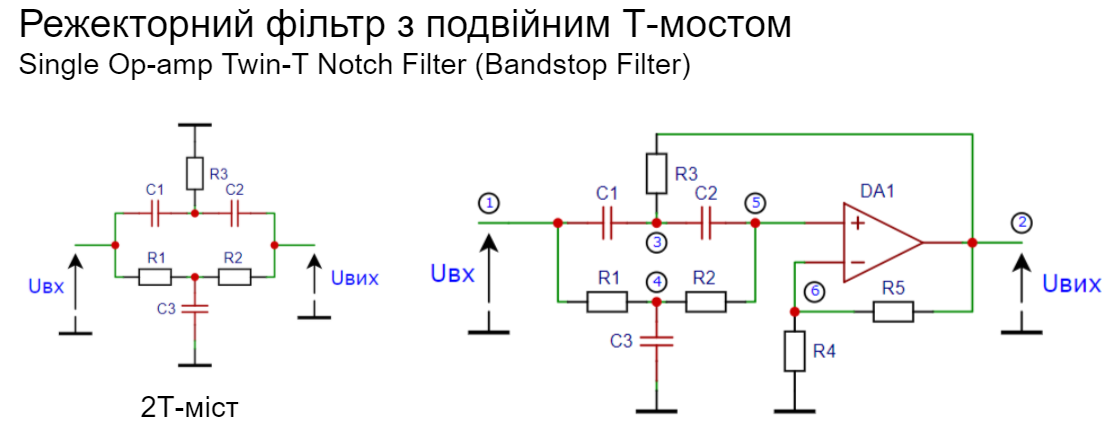 Режекторний фільтр з подвійним Т-мостом
Single Op-amp Twin-T Notch Filter (Bandstop Filter)
R3
C1
C2
R1
R2
C3
Uвх
Uвих
2Т-міст
R3
C1
C2
DA1
1
5
2
3
+
−
Uвх
R1
4
R2
6
R5
Uвих
C3
R4